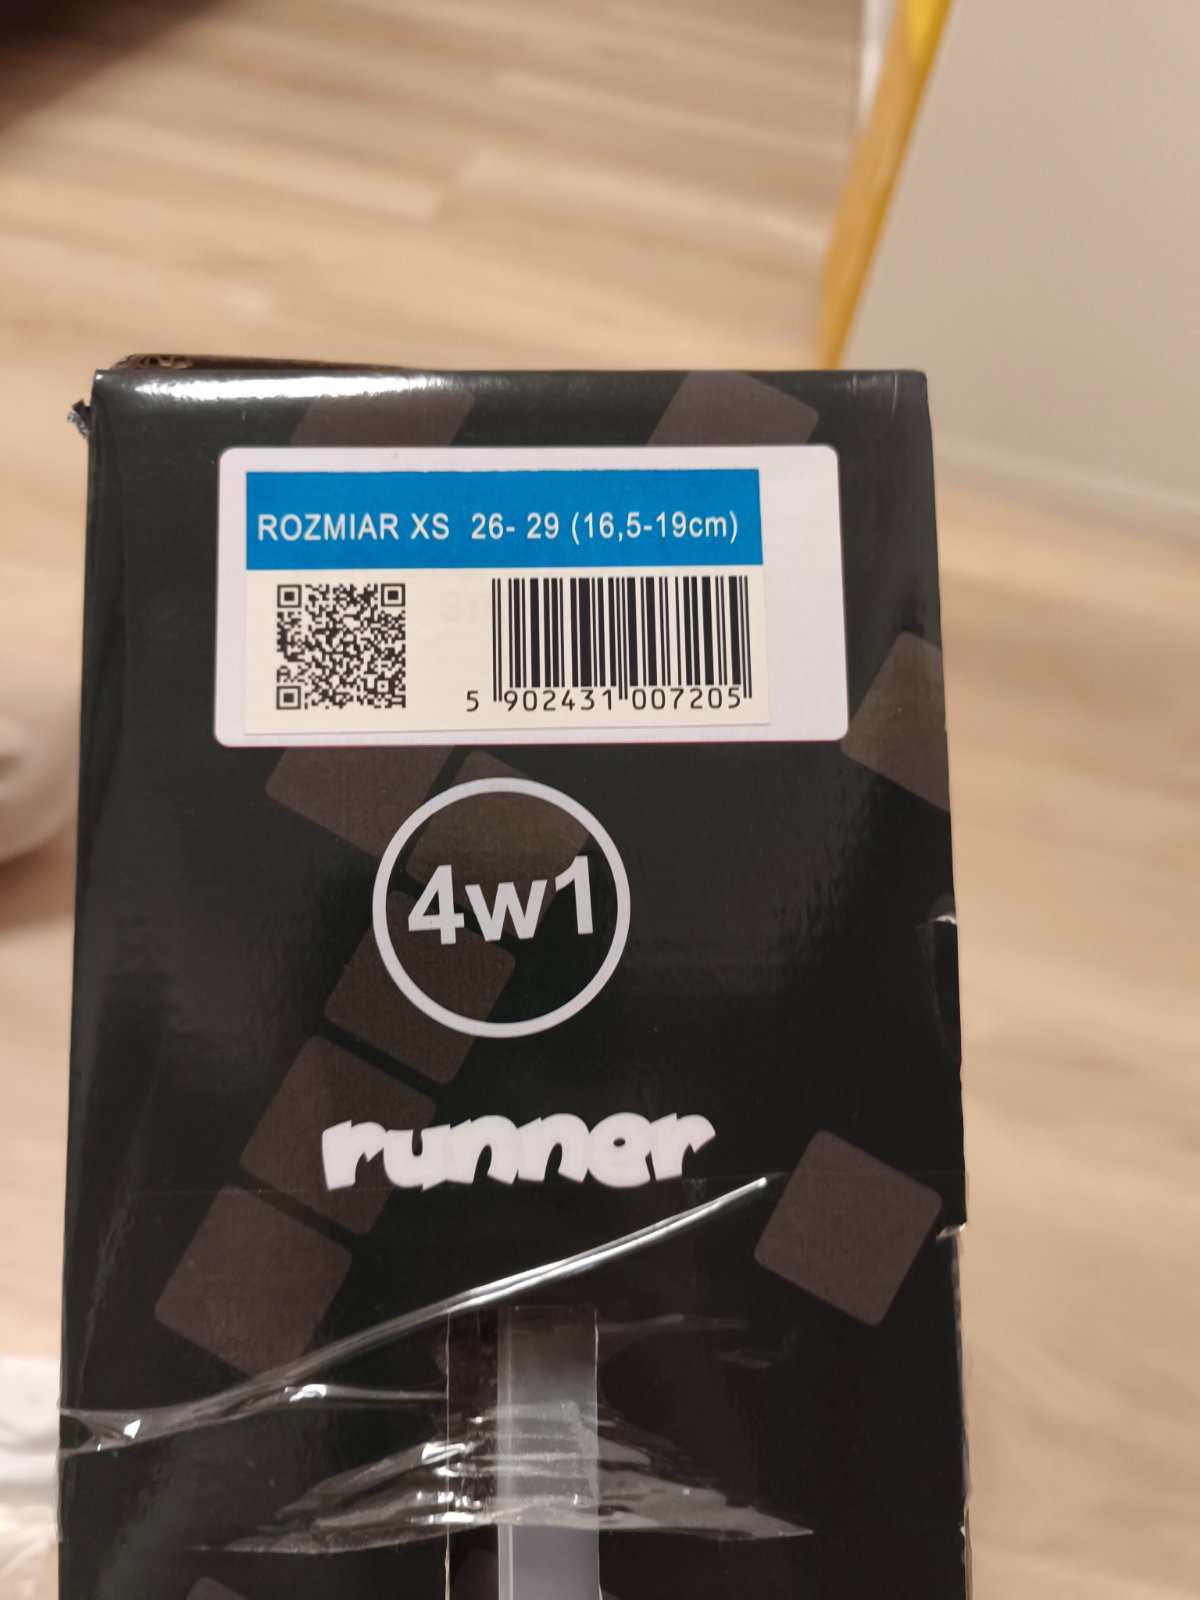 ROZMIAR XS 26- 29 (16,5-19cm)
5 902431 007205
4w1
runner